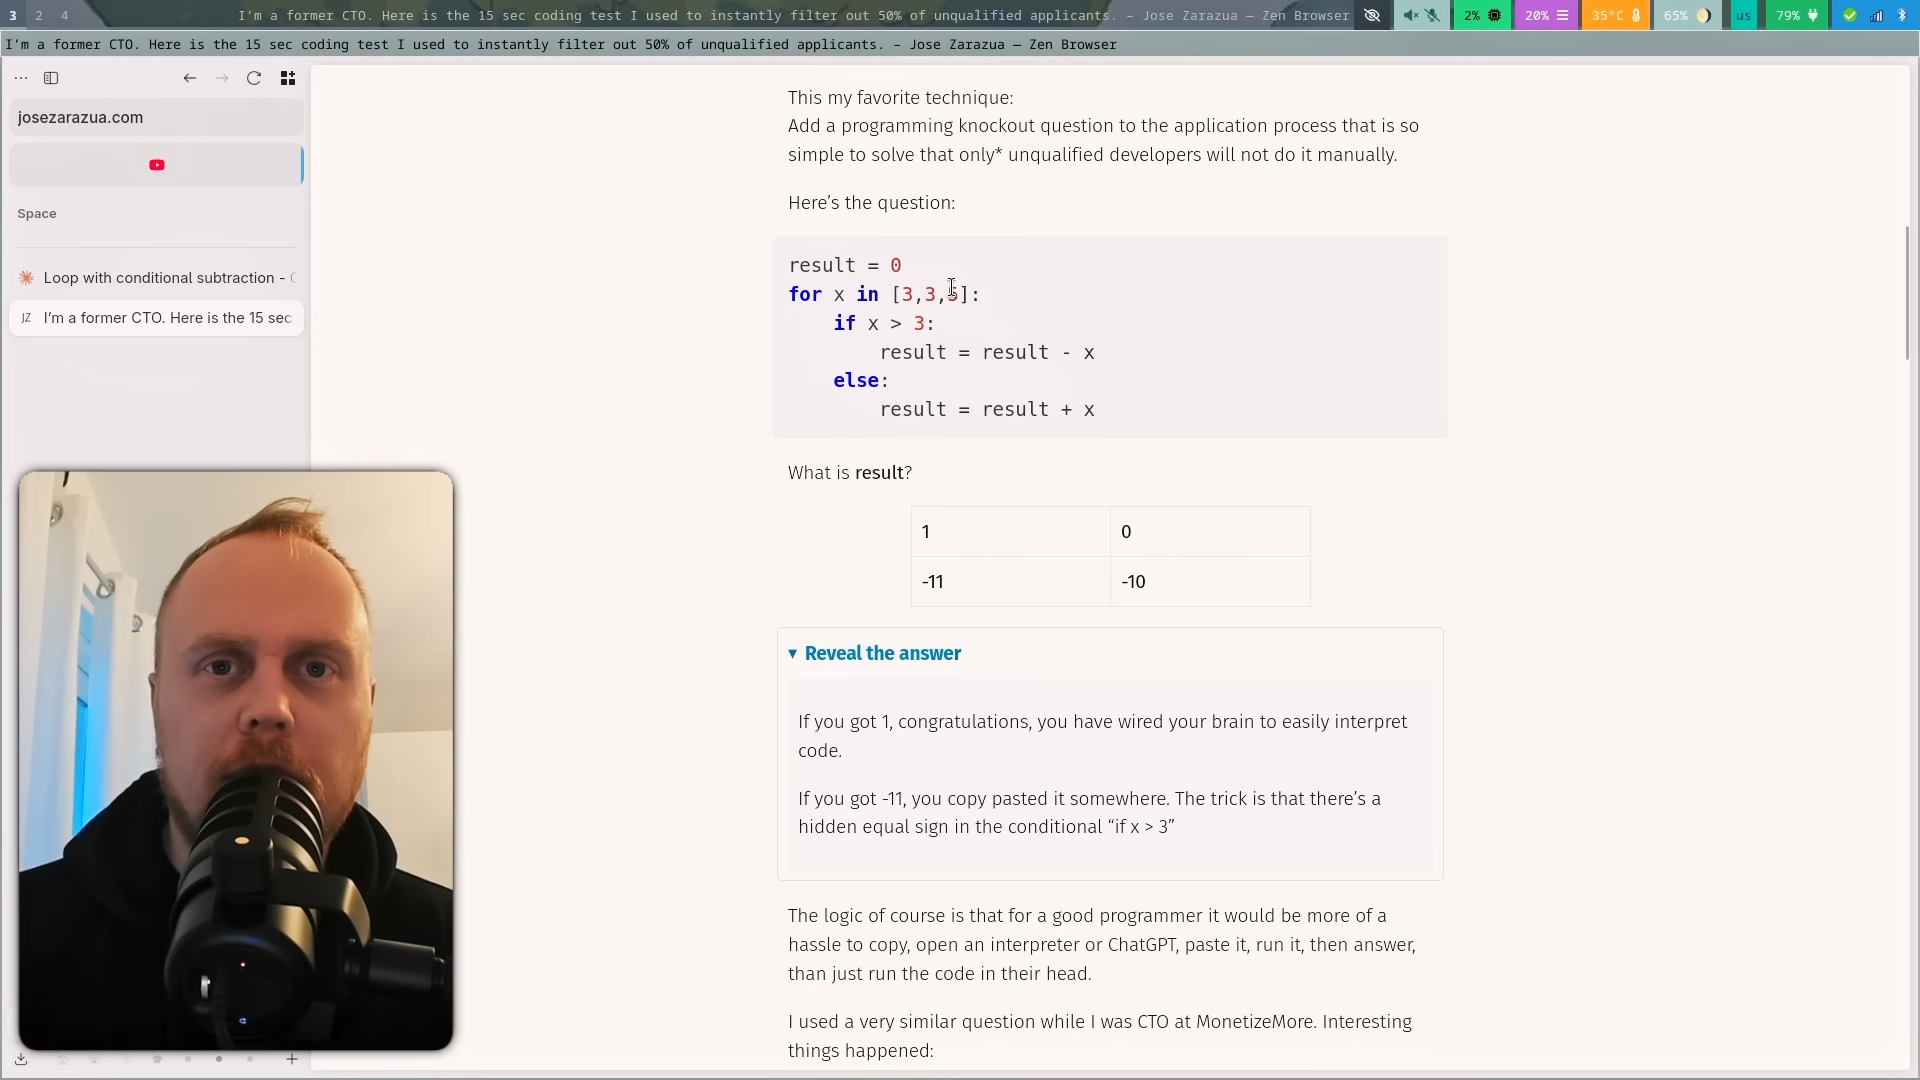 3 2 4 I'm a former CTO. Here is the 15 sec coding test I used to instantly filter out 50% of unqualified applicants. – Jose Zarazua — Zen Browser 2% 20% 35°C 65% us 79%
I'm a former CTO. Here is the 15 sec coding test I used to instantly filter out 50% of unqualified applicants. – Jose Zarazua — Zen Browser
josezarazua.com
Space
Loop with conditional subtraction - C
JZ I'm a former CTO. Here is the 15 sec
This my favorite technique:
Add a programming knockout question to the application process that is so
simple to solve that only* unqualified developers will not do it manually.
Here's the question:
result = 0
for x in [3,3,5]:
if x > 3:
result = result - x
else:
result = result + x
What is result?
1 0
-11 -10
▾ Reveal the answer
If you got 1, congratulations, you have wired your brain to easily interpret
code.
If you got -11, you copy pasted it somewhere. The trick is that there's a
hidden equal sign in the conditional “if x > 3”
The logic of course is that for a good programmer it would be more of a
hassle to copy, open an interpreter or ChatGPT, paste it, run it, then answer,
than just run the code in their head.
I used a very similar question while I was CTO at MonetizeMore. Interesting
things happened: